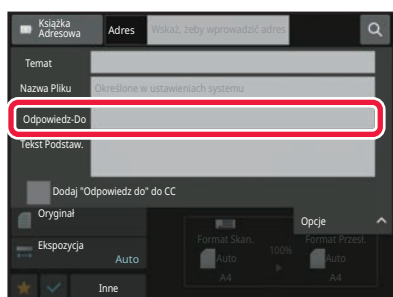 Książka
Adresowa
Adres
Wskaż, żeby wprowadzić adres
Temat
Nazwa Pliku
Określone w ustawieniach systemu
Odpowiedz-Do
Tekst Podstaw.
Dodaj "Odpowiedz do" do CC
Oryginał
Opcje
Ekspozycja
Auto
Format Skan.
100%
Format Przesł.
Auto
Auto
A4
A4
Inne